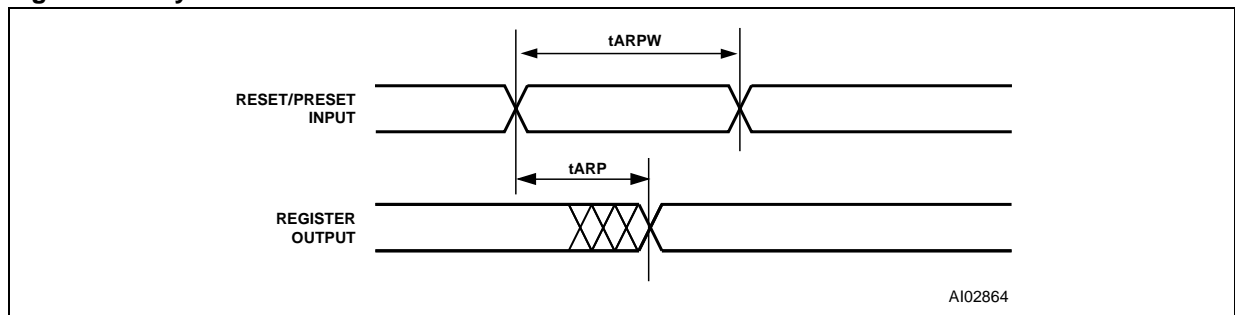 tARPW
RESET/PRESET
INPUT
tARP
REGISTER
OUTPUT
AI02864